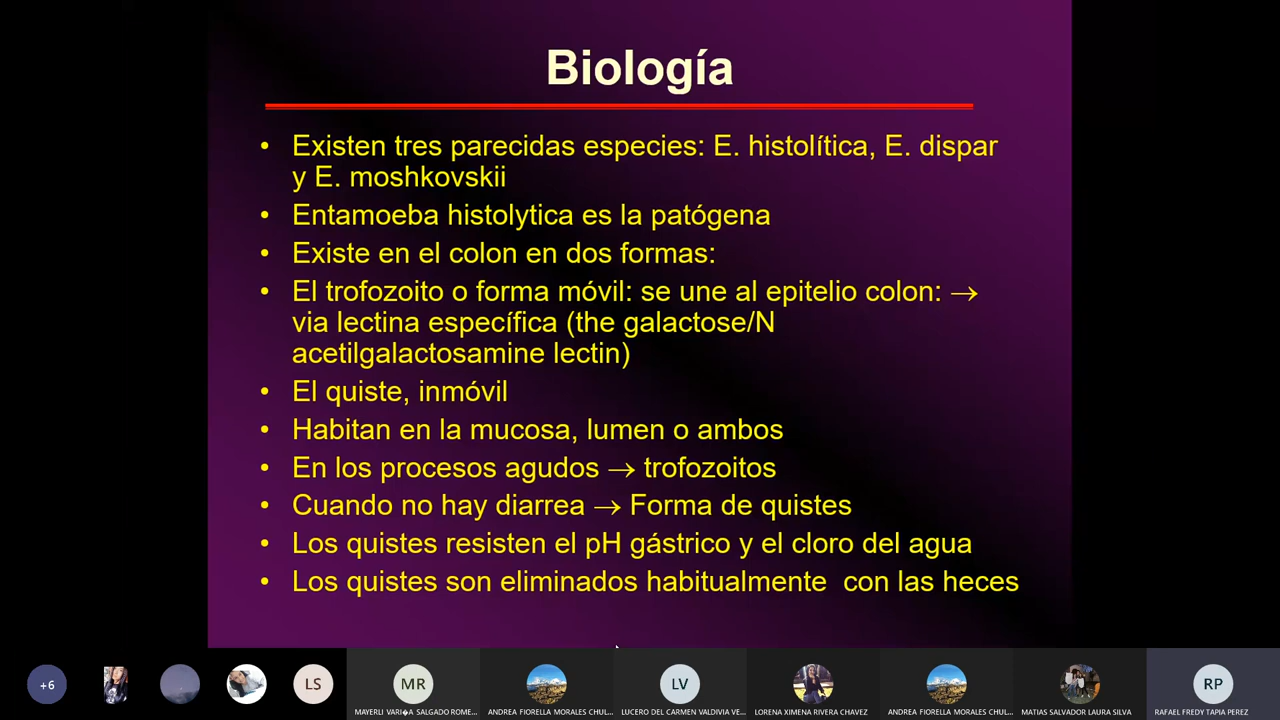 Biología
• Existen tres parecidas especies: E. histolítica, E. dispar
y E. moshkovskii
• Entamoeba histolytica es la patógena
• Existe en el colon en dos formas:
• El trofozoito o forma móvil: se une al epitelio colon: →
via lectina específica (the galactose/N
acetilgalactosamine lectin)
• El quiste, inmóvil
• Habitan en la mucosa, lumen o ambos
• En los procesos agudos → trofozoitos
• Cuando no hay diarrea → Forma de quistes
• Los quistes resisten el pH gástrico y el cloro del agua
• Los quistes son eliminados habitualmente con las heces
+6
LS
MR
LV
RP
MAYERLI VARI�A SALGADO ROME...
ANDREA FIORELLA MORALES CHUL...
LUCERO DEL CARMEN VALDIVIA VE...
LORENA XIMENA RIVERA CHAVEZ
ANDREA FIORELLA MORALES CHUL...
MATIAS SALVADOR LAURA SILVA
RAFAEL FREDY TAPIA PEREZ